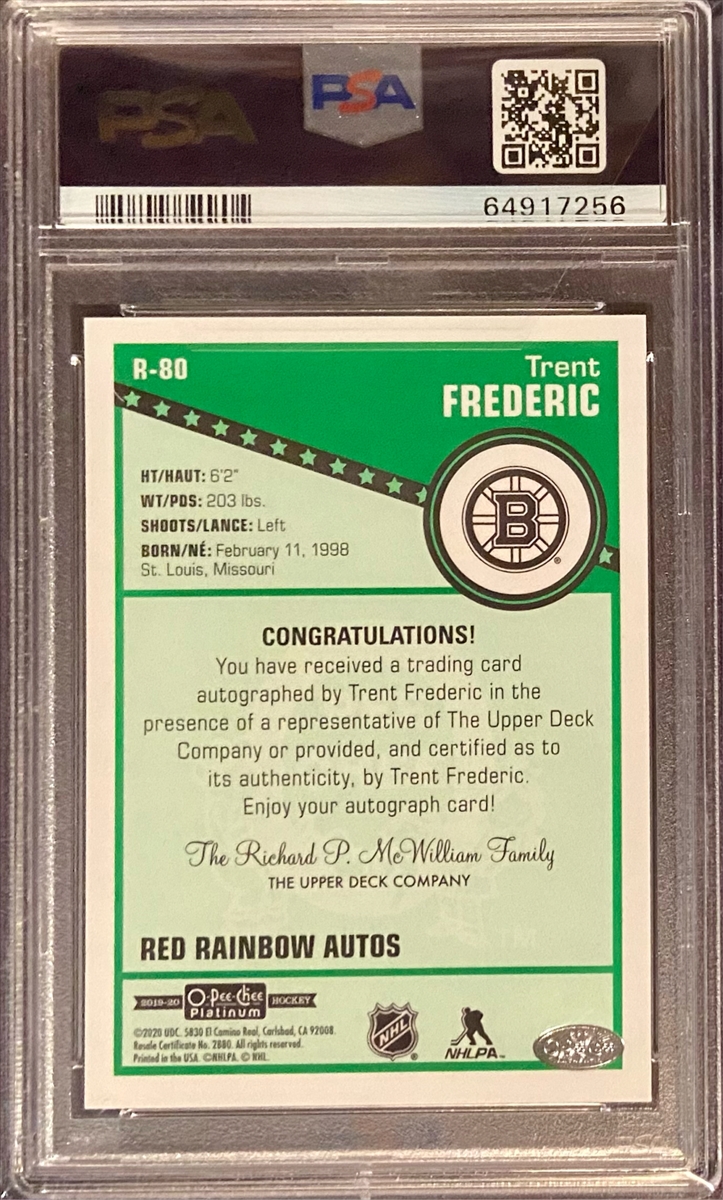 PSA
PSA
64917256
R-80
Trent
FREDERIC
HT/HAUT: 6'2"
WT/PDS: 203 lbs.
SHOOTS/LANCE: Left
BORN/NÉ: February 11, 1998
St. Louis, Missouri
B
CONGRATULATIONS!
You have received a trading card
autographed by Trent Frederic in the
presence of a representative of The Upper Deck
Company or provided, and certified as to
its authenticity, by Trent Frederic.
Enjoy your autograph card!
The Richard P. McWilliam Family
THE UPPER DECK COMPANY
RED RAINBOW AUTOS
2019-20 O-Pee-Chee Platinum HOCKEY
©2020 UDC. 5830 El Camino Real, Carlsbad, CA 92008.
Resale Certificate No. 2880. All rights reserved.
Printed in the USA. ©NHLPA. © NHL.
NHL
NHLPA™